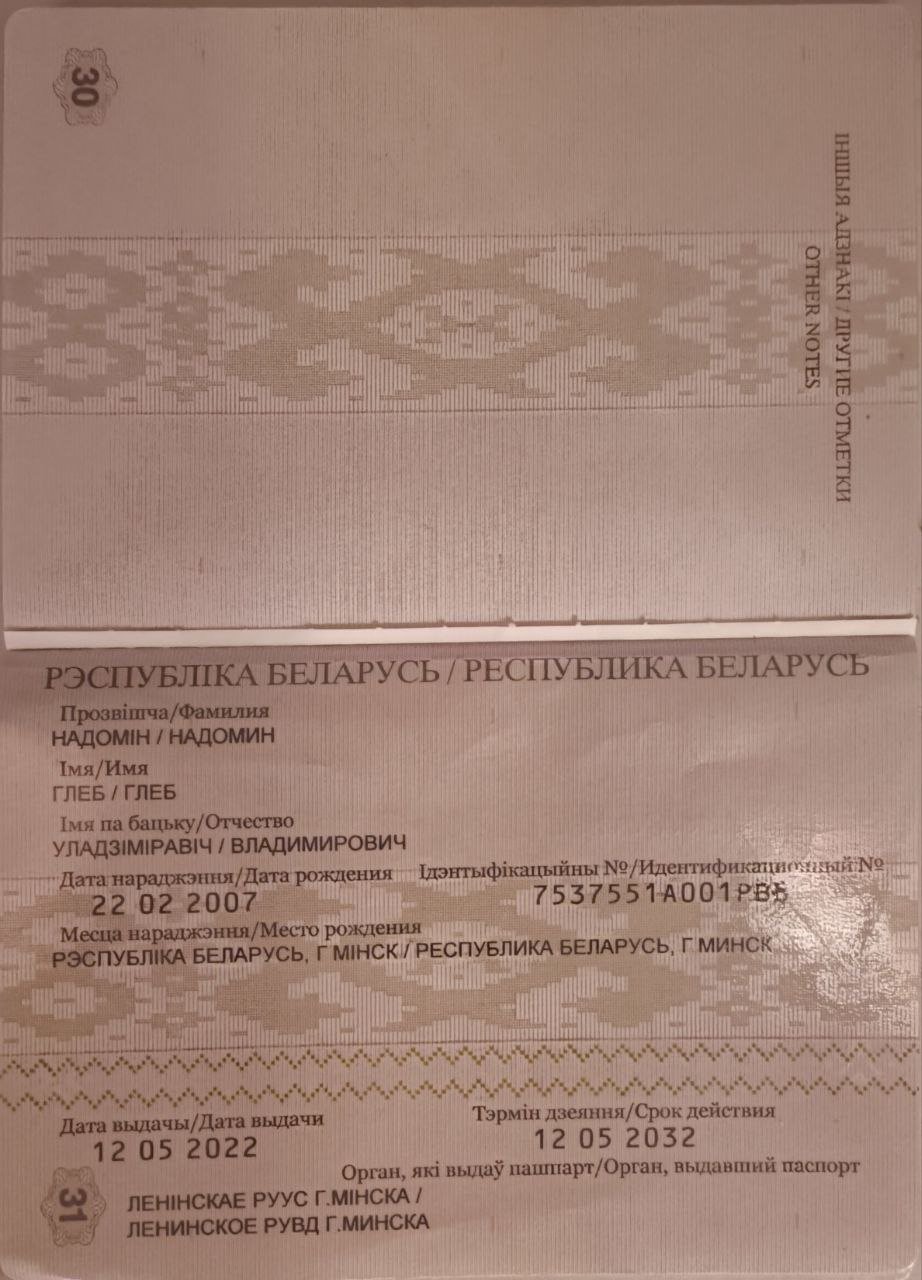 30
ІНШЫЯ АДЗНАКІ / ДРУГИЕ ОТМЕТКИ
OTHER NOTES
РЭСПУБЛІКА БЕЛАРУСЬ / РЕСПУБЛИКА БЕЛАРУСЬ
Прозвішча/Фамилия
НАДОМІН / НАДОМИН
Імя/Имя
ГЛЕБ / ГЛЕБ
Імя па бацьку/Отчество
УЛАДЗІМІРАВІЧ / ВЛАДИМИРОВИЧ
Дата нараджэння/Дата рождения Ідэнтыфікацыйны №/Идентификационный №
22 02 2007 7537551A001PB5
Месца нараджэння/Место рождения
РЭСПУБЛІКА БЕЛАРУСЬ, Г МІНСК / РЕСПУБЛИКА БЕЛАРУСЬ, Г МИНСК
Дата выдачы/Дата выдачи Тэрмін дзеяння/Срок действия
12 05 2022 12 05 2032
Орган, які выдаў пашпарт/Орган, выдавший паспорт
31 ЛЕНІНСКАЕ РУУС Г.МІНСКА /
ЛЕНИНСКОЕ РУВД Г.МИНСКА